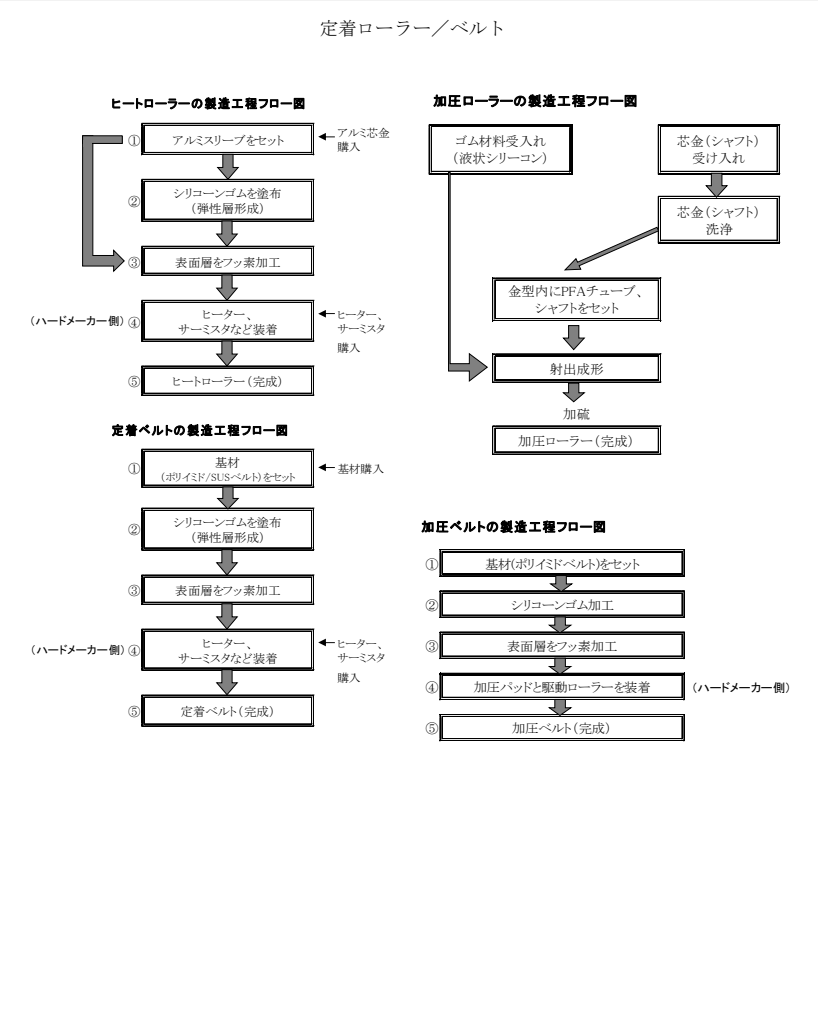 定着ローラー／ベルト
ヒートローラーの製造工程フロー図
①
アルミスリーブをセット
アルミ芯金
購入
②
シリコーンゴムを塗布
（弾性層形成）
③
表面層をフッ素加工
（ハードメーカー側）④
ヒーター、
サーミスタなど装着
ヒーター、
サーミスタ
購入
⑤
ヒートローラー（完成）
定着ベルトの製造工程フロー図
①
基材
（ポリイミド/SUSベルト）をセット
基材購入
②
シリコーンゴムを塗布
（弾性層形成）
③
表面層をフッ素加工
（ハードメーカー側）④
ヒーター、
サーミスタなど装着
ヒーター、
サーミスタ
購入
⑤
定着ベルト（完成）
加圧ローラーの製造工程フロー図
ゴム材料受入れ
（液状シリコーン）
芯金（シャフト）
受け入れ
芯金（シャフト）
洗浄
金型内にPFAチューブ、
シャフトをセット
射出成形
加硫
加圧ローラー（完成）
加圧ベルトの製造工程フロー図
①
基材(ポリイミドベルト)をセット
②
シリコーンゴム加工
③
表面層をフッ素加工
④
加圧パッドと駆動ローラーを装着
（ハードメーカー側）
⑤
加圧ベルト（完成）